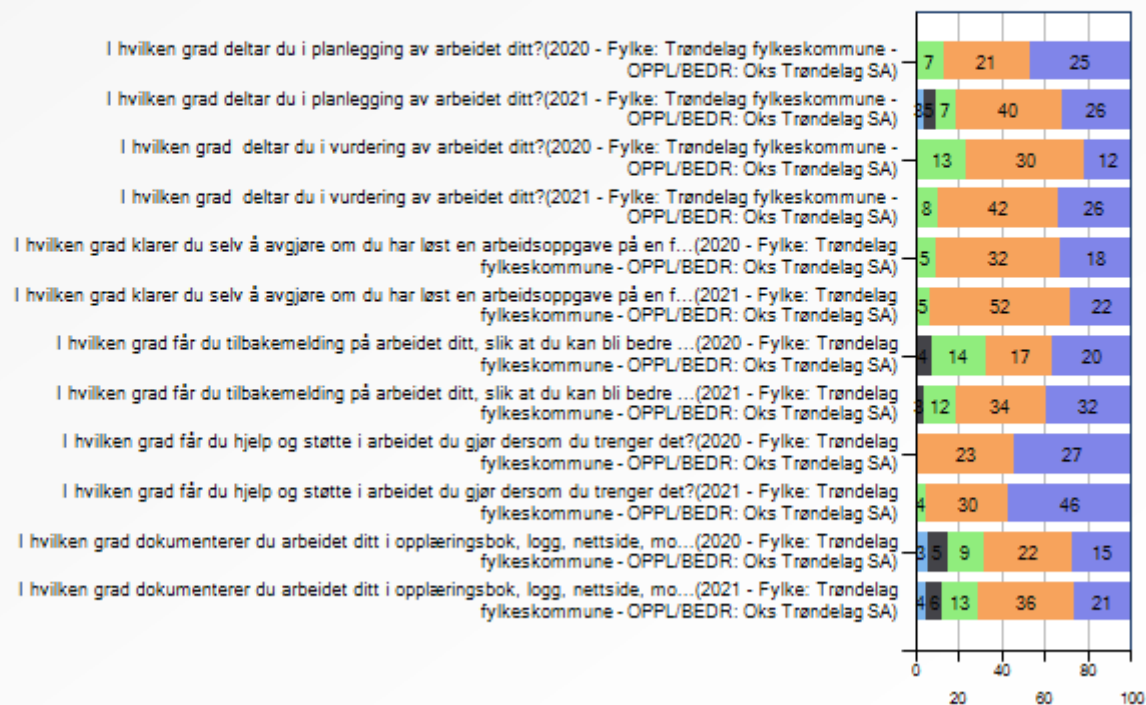 I hvilken grad deltar du i planlegging av arbeidet ditt?(2020 - Fylke: Trøndelag fylkeskommune -
OPPL/BEDR: Oks Trøndelag SA)
7 21 25
I hvilken grad deltar du i planlegging av arbeidet ditt?(2021 - Fylke: Trøndelag fylkeskommune -
OPPL/BEDR: Oks Trøndelag SA)
3 5 7 40 26
I hvilken grad  deltar du i vurdering av arbeidet ditt?(2020 - Fylke: Trøndelag fylkeskommune -
OPPL/BEDR: Oks Trøndelag SA)
13 30 12
I hvilken grad  deltar du i vurdering av arbeidet ditt?(2021 - Fylke: Trøndelag fylkeskommune -
OPPL/BEDR: Oks Trøndelag SA)
8 42 26
I hvilken grad klarer du selv å avgjøre om du har løst en arbeidsoppgave på en f...(2020 - Fylke: Trøndelag
fylkeskommune - OPPL/BEDR: Oks Trøndelag SA)
5 32 18
I hvilken grad klarer du selv å avgjøre om du har løst en arbeidsoppgave på en f...(2021 - Fylke: Trøndelag
fylkeskommune - OPPL/BEDR: Oks Trøndelag SA)
5 52 22
I hvilken grad får du tilbakemelding på arbeidet ditt, slik at du kan bli bedre ...(2020 - Fylke: Trøndelag
fylkeskommune - OPPL/BEDR: Oks Trøndelag SA)
4 14 17 20
I hvilken grad får du tilbakemelding på arbeidet ditt, slik at du kan bli bedre ...(2021 - Fylke: Trøndelag
fylkeskommune - OPPL/BEDR: Oks Trøndelag SA)
3 12 34 32
I hvilken grad får du hjelp og støtte i arbeidet du gjør dersom du trenger det?(2020 - Fylke: Trøndelag
fylkeskommune - OPPL/BEDR: Oks Trøndelag SA)
23 27
I hvilken grad får du hjelp og støtte i arbeidet du gjør dersom du trenger det?(2021 - Fylke: Trøndelag
fylkeskommune - OPPL/BEDR: Oks Trøndelag SA)
4 30 46
I hvilken grad dokumenterer du arbeidet ditt i opplæringsbok, logg, nettside, mo...(2020 - Fylke: Trøndelag
fylkeskommune - OPPL/BEDR: Oks Trøndelag SA)
3 5 9 22 15
I hvilken grad dokumenterer du arbeidet ditt i opplæringsbok, logg, nettside, mo...(2021 - Fylke: Trøndelag
fylkeskommune - OPPL/BEDR: Oks Trøndelag SA)
4 6 13 36 21
0 40 80
20 60 100